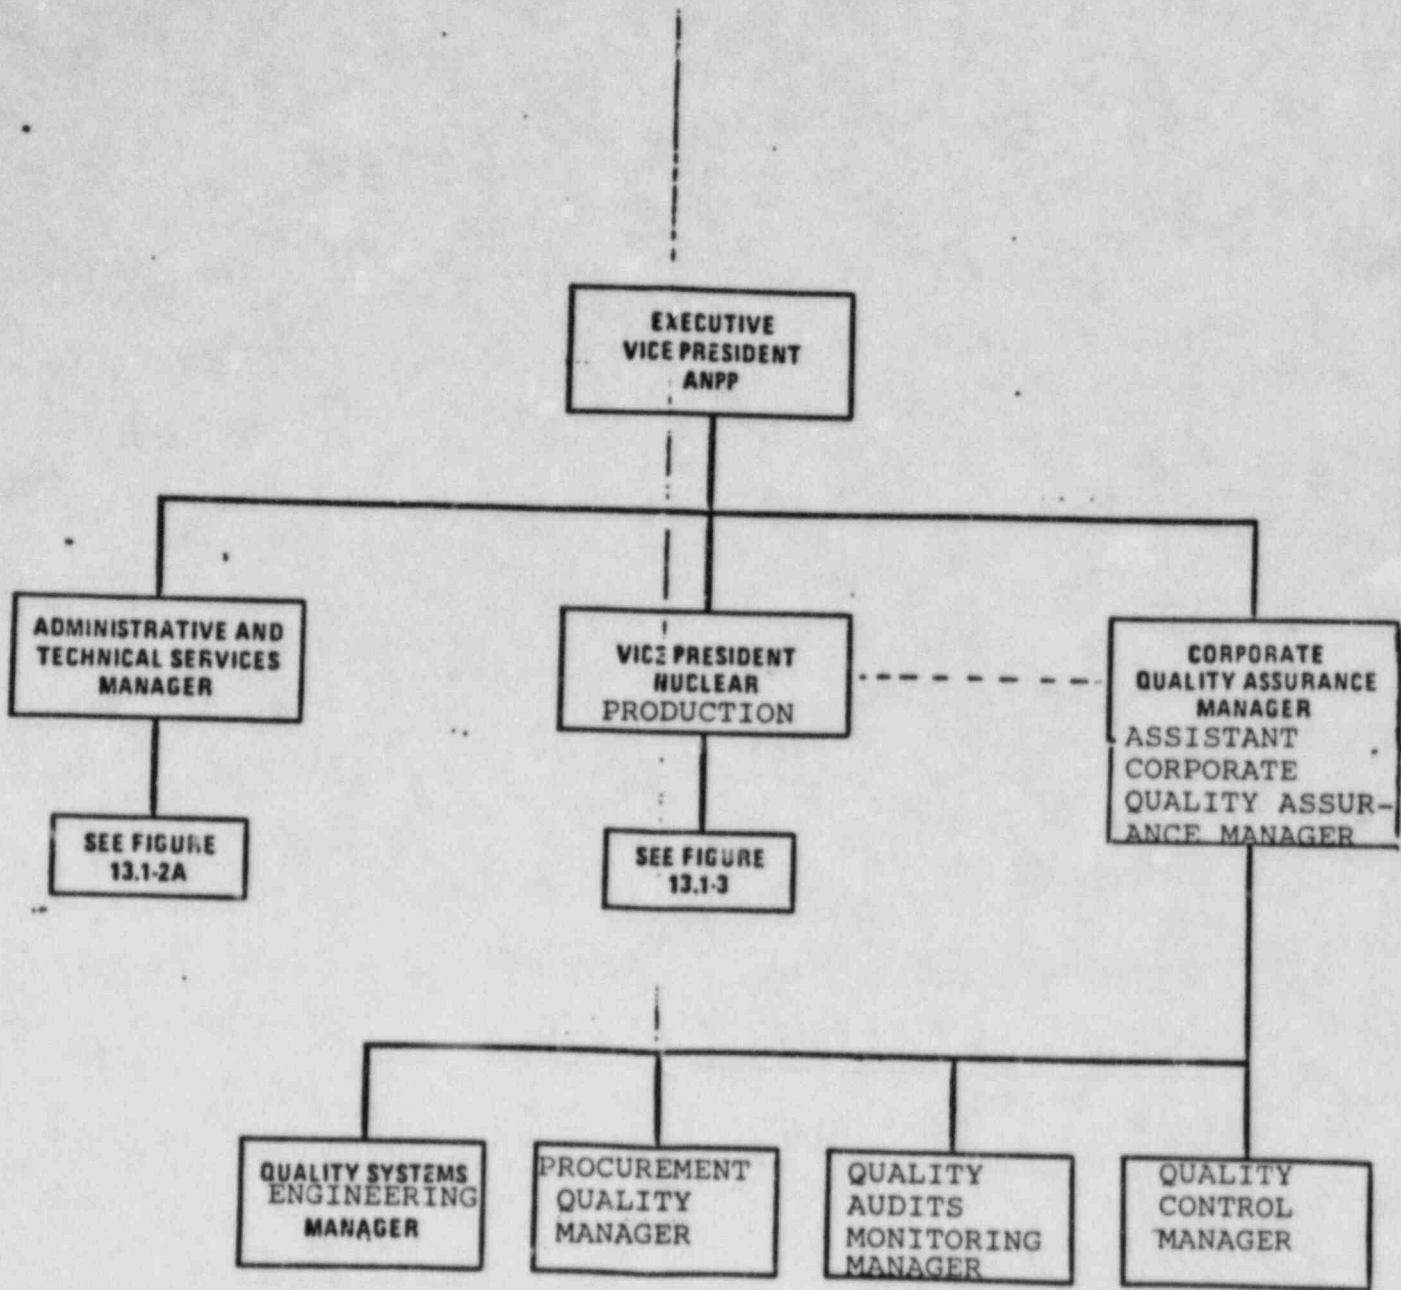 EXECUTIVE
VICE PRESIDENT
ANPP
ADMINISTRATIVE AND
TECHNICAL SERVICES
MANAGER
VICE PRESIDENT
NUCLEAR
PRODUCTION
CORPORATE
QUALITY ASSURANCE
MANAGER
ASSISTANT
CORPORATE
QUALITY ASSUR-
ANCE MANAGER
SEE FIGURE
13.1-2A
SEE FIGURE
13.1-3
QUALITY SYSTEMS
ENGINEERING
MANAGER
PROCUREMENT
QUALITY
MANAGER
QUALITY
AUDITS
MONITORING
MANAGER
QUALITY
CONTROL
MANAGER